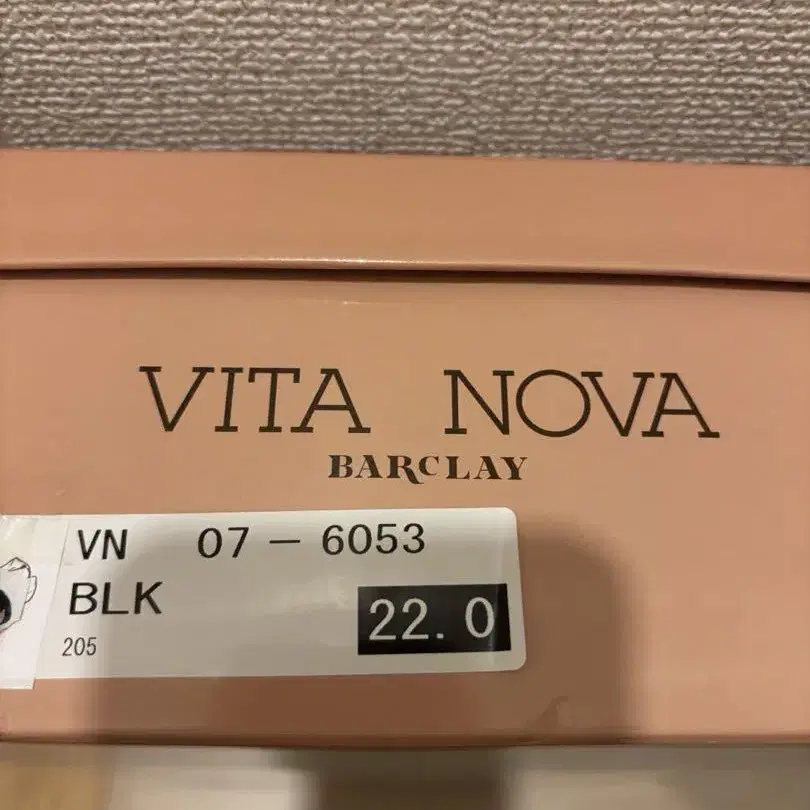 VITA NOVA
BARCLAY
VN 07-6053
BLK
22.0
205